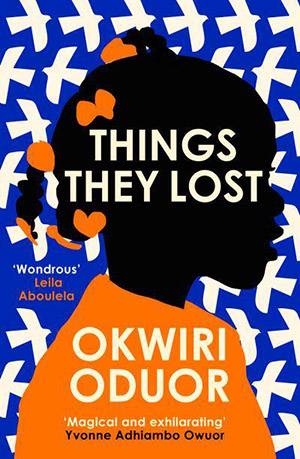 THINGS
THEY LOST
‘Wondrous’
Leila
Aboulela
OKWIRI
ODUOR
‘Magical and exhilarating’
Yvonne Adhiambo Owuor